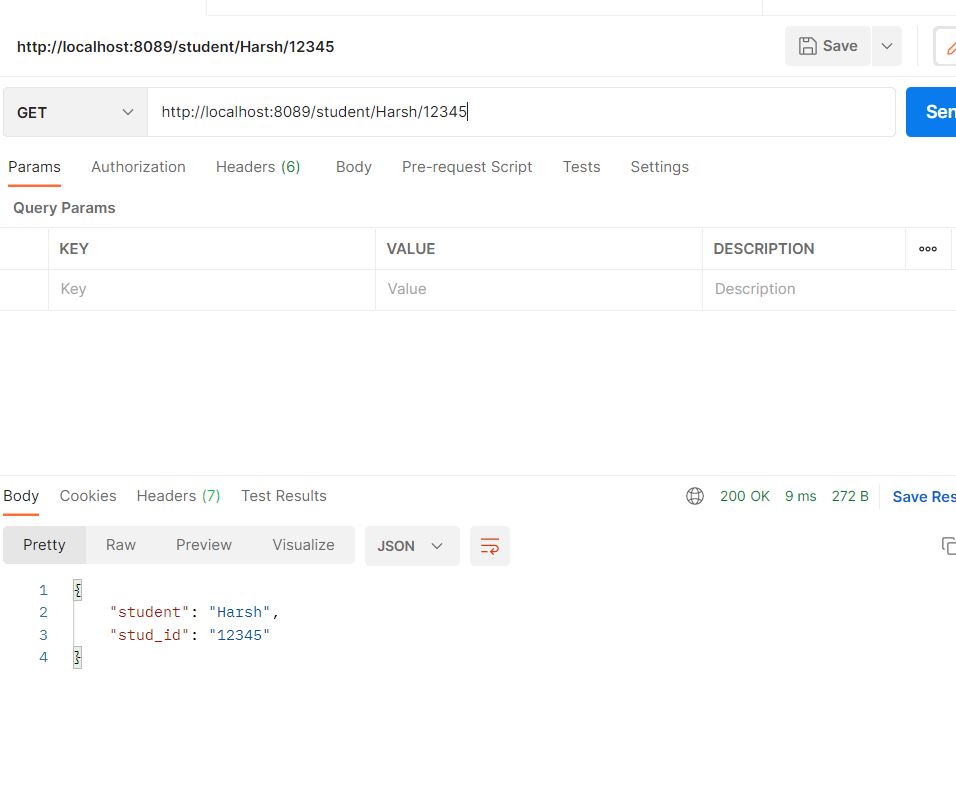 http://localhost:8089/student/Harsh/12345 Save
GET http://localhost:8089/student/Harsh/12345 Sen
Params Authorization Headers (6) Body Pre-request Script Tests Settings
Query Params
KEY VALUE DESCRIPTION ooo
Key Value Description
Body Cookies Headers (7) Test Results 200 OK 9 ms 272 B Save Res
Pretty Raw Preview Visualize JSON
1 {
2 "student": "Harsh",
3 "stud_id": "12345"
4 }